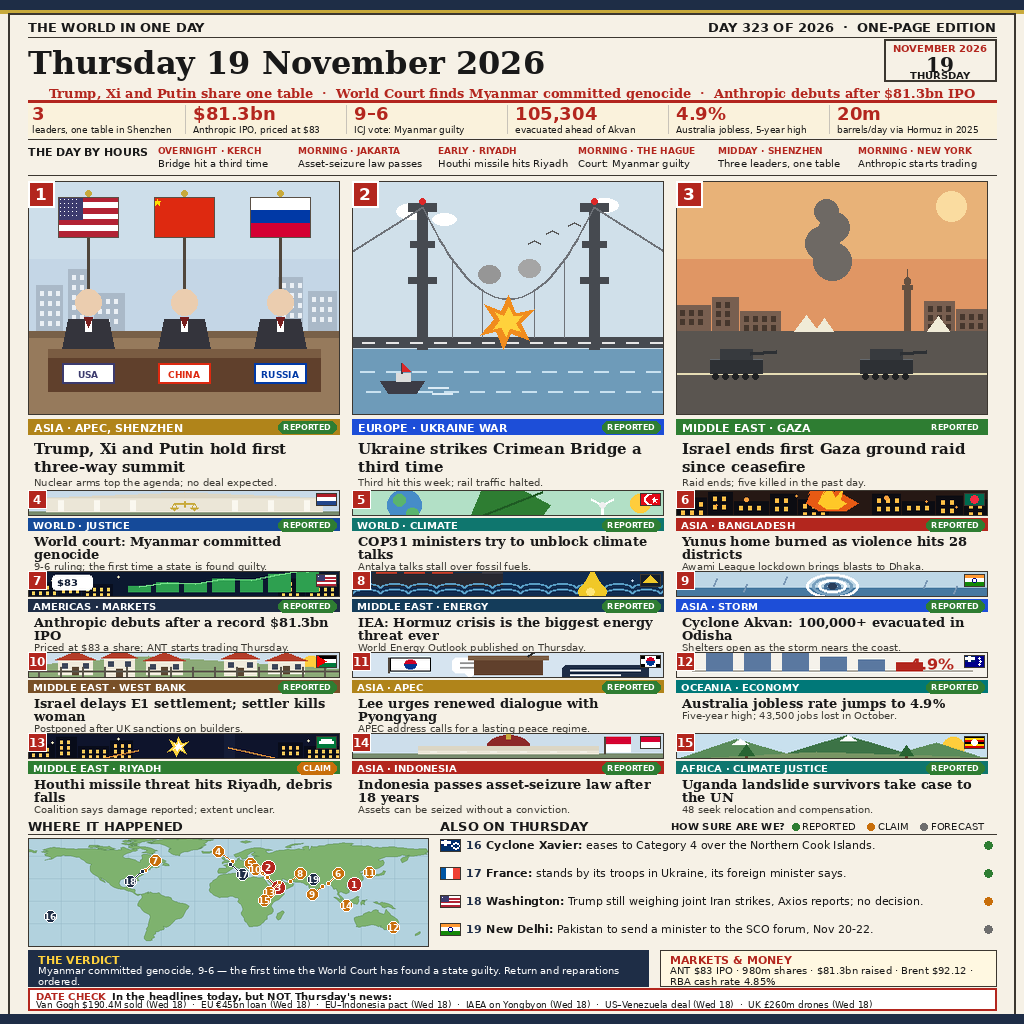 THE WORLD IN ONE DAY
DAY 323 OF 2026 · ONE-PAGE EDITION
Thursday 19 November 2026
NOVEMBER 2026
19
THURSDAY
Trump, Xi and Putin share one table · World Court finds Myanmar committed genocide · Anthropic debuts after $81.3bn IPO
3
leaders, one table in Shenzhen
$81.3bn
Anthropic IPO, priced at $83
9–6
ICJ vote: Myanmar guilty
105,304
evacuated ahead of Akvan
4.9%
Australia jobless, 5-year high
20m
barrels/day via Hormuz in 2025
THE DAY BY HOURS
OVERNIGHT · KERCH
Bridge hit a third time
MORNING · JAKARTA
Asset-seizure law passes
EARLY · RIYADH
Houthi missile hits Riyadh
MORNING · THE HAGUE
Court: Myanmar guilty
MIDDAY · SHENZHEN
Three leaders, one table
MORNING · NEW YORK
Anthropic starts trading
1
USA
CHINA
RUSSIA
ASIA · APEC, SHENZHEN
REPORTED
Trump, Xi and Putin hold first
three-way summit
Nuclear arms top the agenda; no deal expected.
2
EUROPE · UKRAINE WAR
REPORTED
Ukraine strikes Crimean Bridge a
third time
Third hit this week; rail traffic halted.
3
MIDDLE EAST · GAZA
REPORTED
Israel ends first Gaza ground raid
since ceasefire
Raid ends; five killed in the past day.
4
WORLD · JUSTICE
REPORTED
World court: Myanmar committed
genocide
9-6 ruling; the first time a state is found guilty.
5
WORLD · CLIMATE
REPORTED
COP31 ministers try to unblock climate
talks
Antalya talks stall over fossil fuels.
6
ASIA · BANGLADESH
REPORTED
Yunus home burned as violence hits 28
districts
Awami League lockdown brings blasts to Dhaka.
7
$83
AMERICAS · MARKETS
REPORTED
Anthropic debuts after a record $81.3bn
IPO
Priced at $83 a share; ANT starts trading Thursday.
8
MIDDLE EAST · ENERGY
REPORTED
IEA: Hormuz crisis is the biggest energy
threat ever
World Energy Outlook published on Thursday.
9
ASIA · STORM
REPORTED
Cyclone Akvan: 100,000+ evacuated in
Odisha
Shelters open as the storm nears the coast.
10
MIDDLE EAST · WEST BANK
REPORTED
Israel delays E1 settlement; settler kills
woman
Postponed after UK sanctions on builders.
11
ASIA · APEC
REPORTED
Lee urges renewed dialogue with
Pyongyang
APEC address calls for a lasting peace regime.
12
4.9%
OCEANIA · ECONOMY
REPORTED
Australia jobless rate jumps to 4.9%
Five-year high; 43,500 jobs lost in October.
13
MIDDLE EAST · RIYADH
CLAIM
Houthi missile threat hits Riyadh, debris
falls
Coalition says damage reported; extent unclear.
14
ASIA · INDONESIA
REPORTED
Indonesia passes asset-seizure law after
18 years
Assets can be seized without a conviction.
15
AFRICA · CLIMATE JUSTICE
REPORTED
Uganda landslide survivors take case to
the UN
48 seek relocation and compensation.
WHERE IT HAPPENED
4
7
18
17
2
8
19
6
11
1
3
9
15
14
12
16
ALSO ON THURSDAY
HOW SURE ARE WE? REPORTED CLAIM FORECAST
16 Cyclone Xavier: eases to Category 4 over the Northern Cook Islands.
17 France: stands by its troops in Ukraine, its foreign minister says.
18 Washington: Trump still weighing joint Iran strikes, Axios reports; no decision.
19 New Delhi: Pakistan to send a minister to the SCO forum, Nov 20-22.
THE VERDICT
Myanmar committed genocide, 9-6 — the first time the World Court has found a state guilty. Return and reparations
ordered.
MARKETS & MONEY
ANT $83 IPO · 980m shares · $81.3bn raised · Brent $92.12 ·
RBA cash rate 4.85%
DATE CHECK In the headlines today, but NOT Thursday's news:
Van Gogh $190.4M sold (Wed 18) · EU €45bn loan (Wed 18) · EU–Indonesia pact (Wed 18) · IAEA on Yongbyon (Wed 18) · US–Venezuela deal (Wed 18) · UK £260m drones (Wed 18)